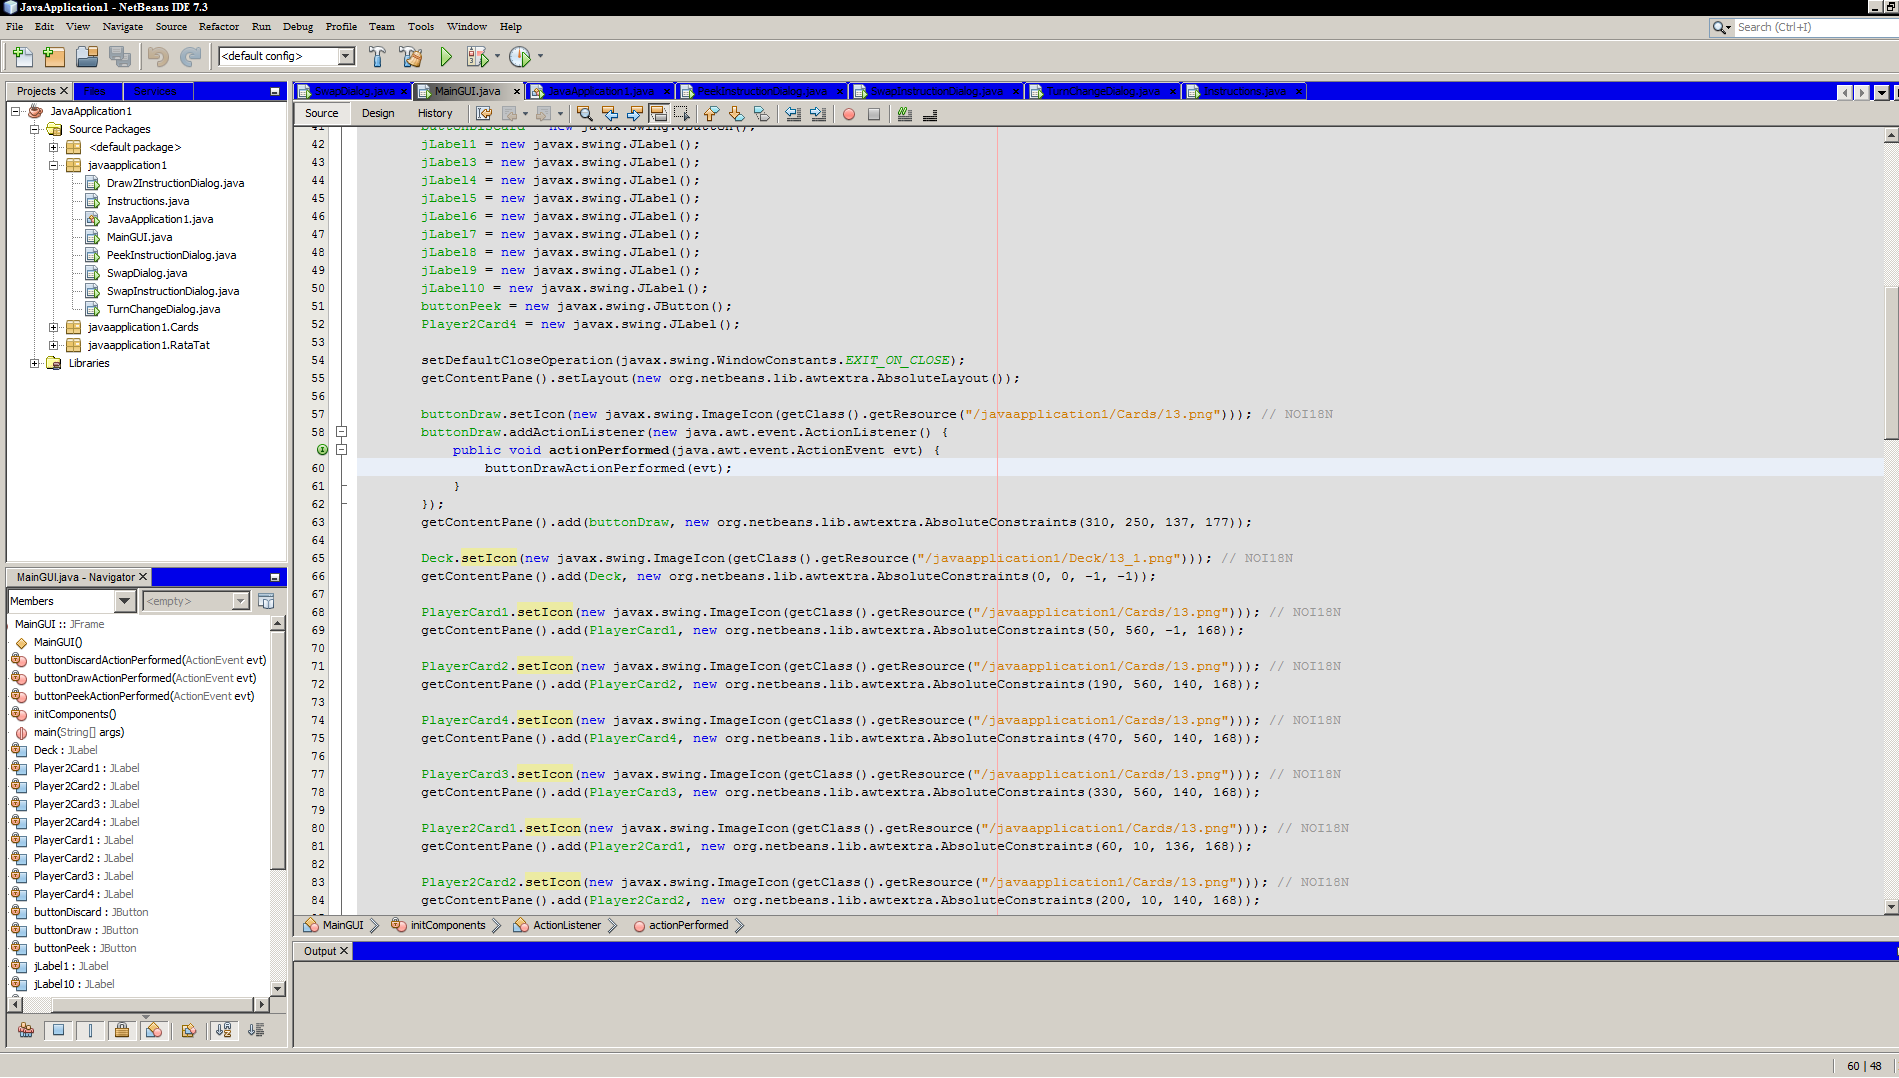 JavaApplication1 - NetBeans IDE 7.3
File Edit View Navigate Source Refactor Run Debug Profile Team Tools Window Help
Search (Ctrl+I)
<default config>
Projects Files Services
SwapDialog.java MainGUI.java JavaApplication1.java PeekInstructionDialog.java SwapInstructionDialog.java TurnChangeDialog.java Instructions.java
Source Design History
JavaApplication1
Source Packages
<default package>
javaapplication1
Draw2InstructionDialog.java
Instructions.java
JavaApplication1.java
MainGUI.java
PeekInstructionDialog.java
SwapDialog.java
SwapInstructionDialog.java
TurnChangeDialog.java
javaapplication1.Cards
javaapplication1.RataTat
Libraries
MainGUI.java - Navigator
Members <empty>
MainGUI :: JFrame
MainGUI()
buttonDiscardActionPerformed(ActionEvent evt)
buttonDrawActionPerformed(ActionEvent evt)
buttonPeekActionPerformed(ActionEvent evt)
initComponents()
main(String[] args)
Deck : JLabel
Player2Card1 : JLabel
Player2Card2 : JLabel
Player2Card3 : JLabel
Player2Card4 : JLabel
PlayerCard1 : JLabel
PlayerCard2 : JLabel
PlayerCard3 : JLabel
PlayerCard4 : JLabel
buttonDiscard : JButton
buttonDraw : JButton
buttonPeek : JButton
jLabel1 : JLabel
jLabel10 : JLabel
41 buttonDiscard = new javax.swing.JButton();
42 jLabel1 = new javax.swing.JLabel();
43 jLabel3 = new javax.swing.JLabel();
44 jLabel4 = new javax.swing.JLabel();
45 jLabel5 = new javax.swing.JLabel();
46 jLabel6 = new javax.swing.JLabel();
47 jLabel7 = new javax.swing.JLabel();
48 jLabel8 = new javax.swing.JLabel();
49 jLabel9 = new javax.swing.JLabel();
50 jLabel10 = new javax.swing.JLabel();
51 buttonPeek = new javax.swing.JButton();
52 Player2Card4 = new javax.swing.JLabel();
53
54 setDefaultCloseOperation(javax.swing.WindowConstants.EXIT_ON_CLOSE);
55 getContentPane().setLayout(new org.netbeans.lib.awtextra.AbsoluteLayout());
56
57 buttonDraw.setIcon(new javax.swing.ImageIcon(getClass().getResource("/javaapplication1/Cards/13.png"))); // NOI18N
58 buttonDraw.addActionListener(new java.awt.event.ActionListener() {
public void actionPerformed(java.awt.event.ActionEvent evt) {
60 buttonDrawActionPerformed(evt);
61 }
62 });
63 getContentPane().add(buttonDraw, new org.netbeans.lib.awtextra.AbsoluteConstraints(310, 250, 137, 177));
64
65 Deck.setIcon(new javax.swing.ImageIcon(getClass().getResource("/javaapplication1/Deck/13_1.png"))); // NOI18N
66 getContentPane().add(Deck, new org.netbeans.lib.awtextra.AbsoluteConstraints(0, 0, -1, -1));
67
68 PlayerCard1.setIcon(new javax.swing.ImageIcon(getClass().getResource("/javaapplication1/Cards/13.png"))); // NOI18N
69 getContentPane().add(PlayerCard1, new org.netbeans.lib.awtextra.AbsoluteConstraints(50, 560, -1, 168));
70
71 PlayerCard2.setIcon(new javax.swing.ImageIcon(getClass().getResource("/javaapplication1/Cards/13.png"))); // NOI18N
72 getContentPane().add(PlayerCard2, new org.netbeans.lib.awtextra.AbsoluteConstraints(190, 560, 140, 168));
73
74 PlayerCard4.setIcon(new javax.swing.ImageIcon(getClass().getResource("/javaapplication1/Cards/13.png"))); // NOI18N
75 getContentPane().add(PlayerCard4, new org.netbeans.lib.awtextra.AbsoluteConstraints(470, 560, 140, 168));
76
77 PlayerCard3.setIcon(new javax.swing.ImageIcon(getClass().getResource("/javaapplication1/Cards/13.png"))); // NOI18N
78 getContentPane().add(PlayerCard3, new org.netbeans.lib.awtextra.AbsoluteConstraints(330, 560, 140, 168));
79
80 Player2Card1.setIcon(new javax.swing.ImageIcon(getClass().getResource("/javaapplication1/Cards/13.png"))); // NOI18N
81 getContentPane().add(Player2Card1, new org.netbeans.lib.awtextra.AbsoluteConstraints(60, 10, 136, 168));
82
83 Player2Card2.setIcon(new javax.swing.ImageIcon(getClass().getResource("/javaapplication1/Cards/13.png"))); // NOI18N
84 getContentPane().add(Player2Card2, new org.netbeans.lib.awtextra.AbsoluteConstraints(200, 10, 140, 168));
MainGUI initComponents ActionListener actionPerformed
Output
60 | 48